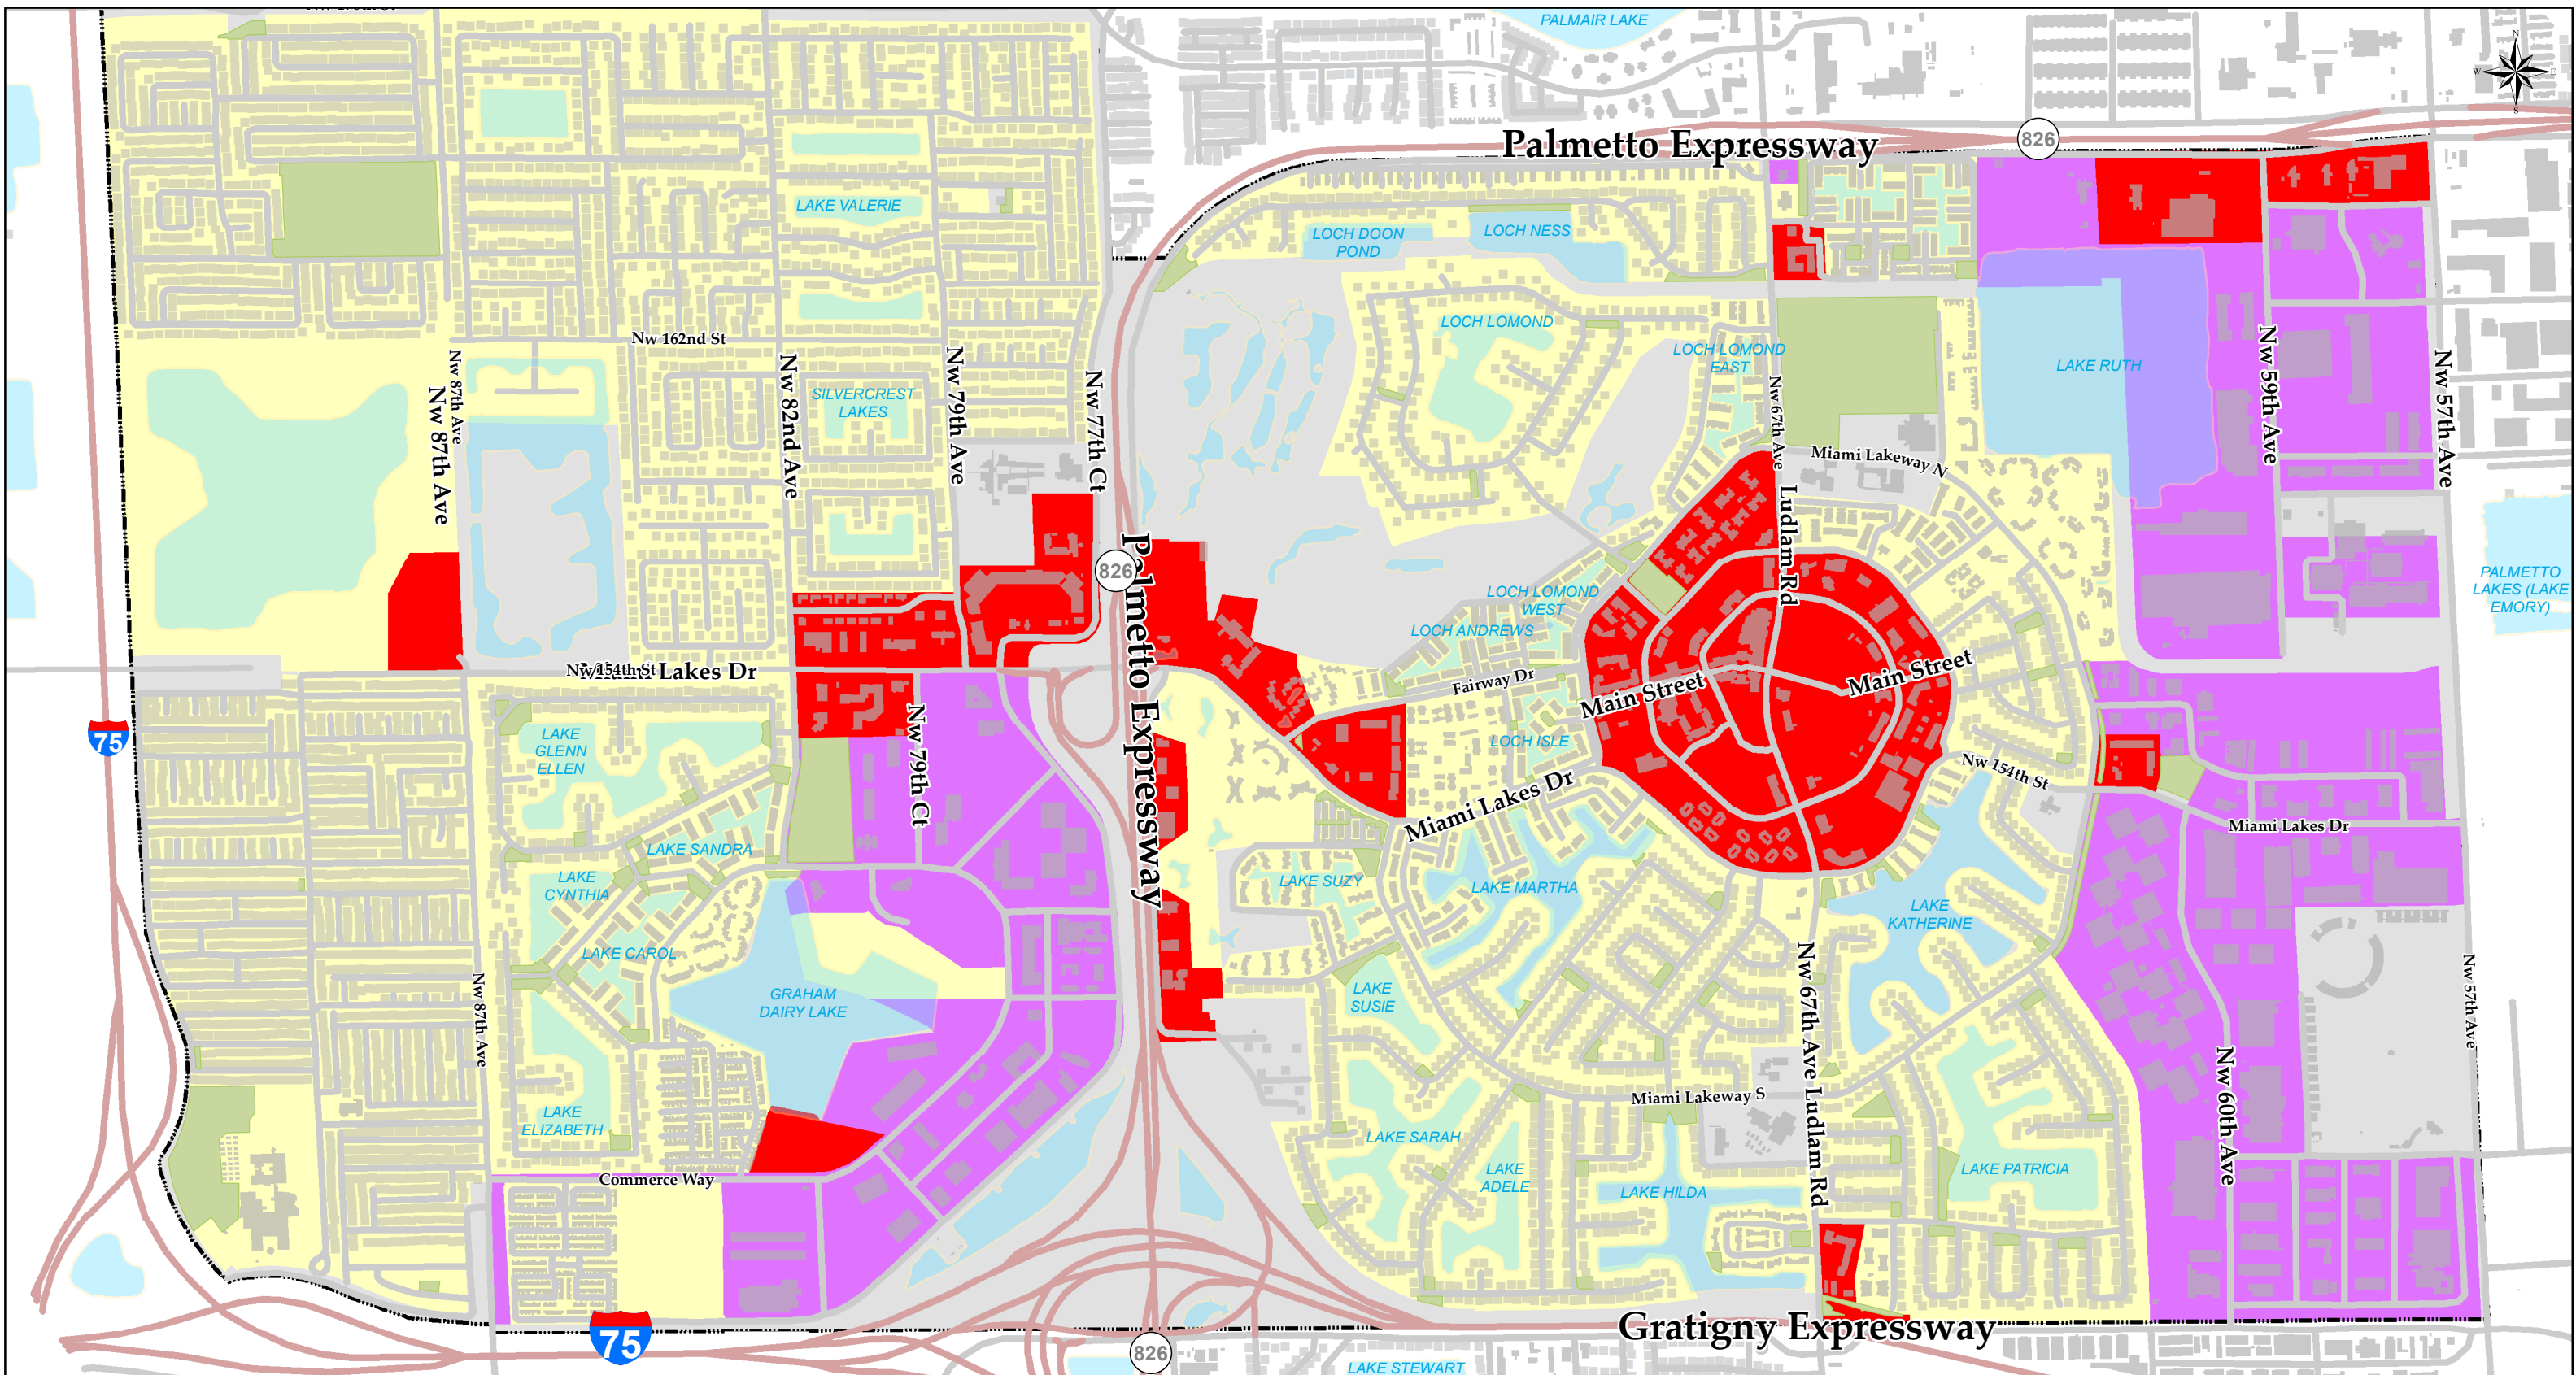 PALMAIR LAKE
N
W
E
S
Palmetto Expressway
826
LAKE VALERIE
LOCH DOON
POND
LOCH NESS
LOCH LOMOND
LOCH LOMOND
EAST
LAKE RUTH
Nw 162nd St
Nw 87th Ave
Nw 87th Ave
Nw 82nd Ave
SILVERCREST
LAKES
Nw 79th Ave
Nw 77th Ct
Nw 67th Ave
Ludlam Rd
Miami Lakeway N
Nw 59th Ave
Nw 57th Ave
826
Palmetto Expressway
LOCH LOMOND
WEST
LOCH ANDREWS
PALMETTO
LAKES (LAKE
EMORY)
Nw 154th St
Lakes Dr
Fairway Dr
Main Street
Main Street
75
LAKE
GLENN
ELLEN
Nw 79th Ct
LOCH ISLE
Miami Lakes Dr
Nw 154th St
Miami Lakes Dr
LAKE SANDRA
LAKE
CYNTHIA
LAKE SUZY
LAKE MARTHA
LAKE
KATHERINE
LAKE CAROL
GRAHAM
DAIRY LAKE
LAKE
SUSIE
Nw 87th Ave
Nw 67th Ave
Ludlam Rd
Nw 57th Ave
Nw 60th Ave
LAKE
ELIZABETH
Miami Lakeway S
LAKE SARAH
LAKE
ADELE
LAKE HILDA
LAKE PATRICIA
Commerce Way
75
Gratigny Expressway
826
LAKE STEWART